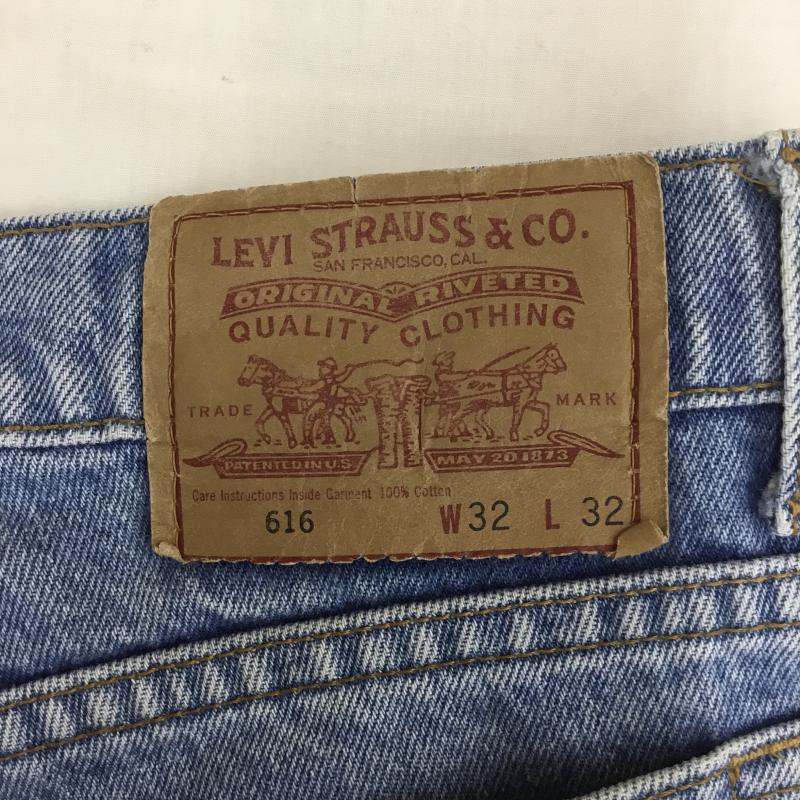 LEVI STRAUSS & CO.
SAN FRANCISCO, CAL.
ORIGINAL RIVETED
QUALITY CLOTHING
TRADE MARK
PATENTED IN U.S. MAY 20 1873
Care Instructions Inside Garment 100% Cotton
616 W32 L 32